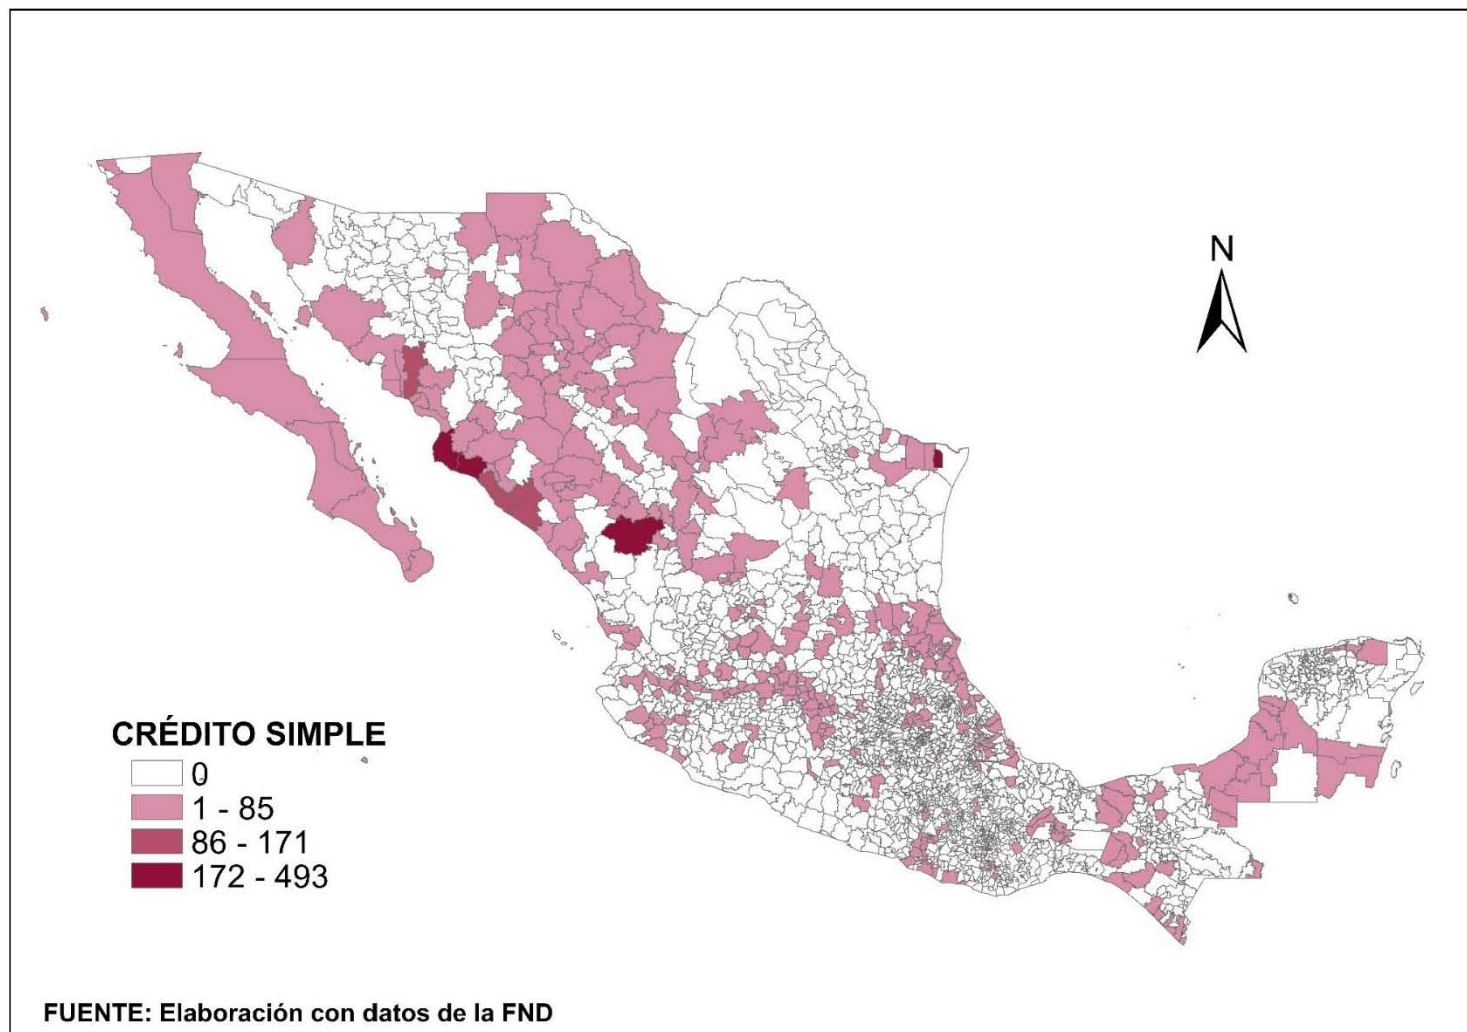 N
CRÉDITO SIMPLE
0
1 - 85
86 - 171
172 - 493
FUENTE: Elaboración con datos de la FND